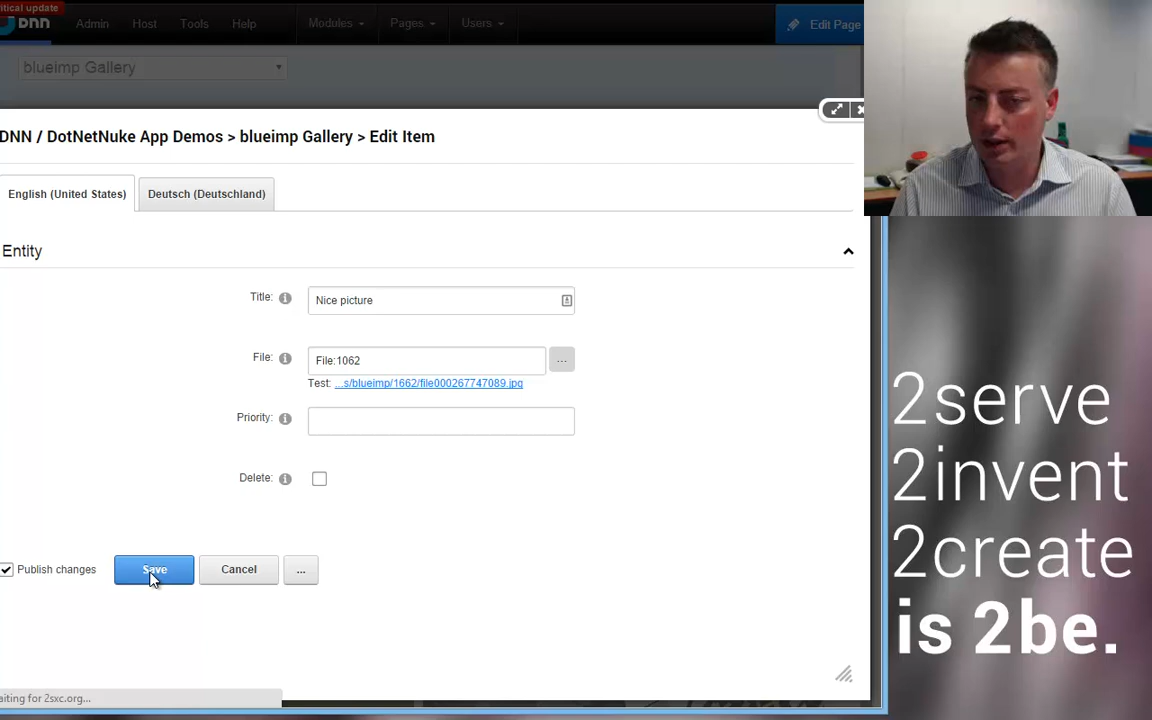 ritical update
DNN
Admin
Host
Tools
Help
Modules
Pages
Users
Edit Page
blueimp Gallery
DNN / DotNetNuke App Demos > blueimp Gallery > Edit Item
English (United States)
Deutsch (Deutschland)
Entity
Title:
Nice picture
File:
File:1062
...
Test: ...s/blueimp/1662/file000267747089.jpg
Priority:
Delete:
Publish changes
Save
Cancel
...
aiting for 2sxc.org...
2serve
2invent
2create
is 2be.